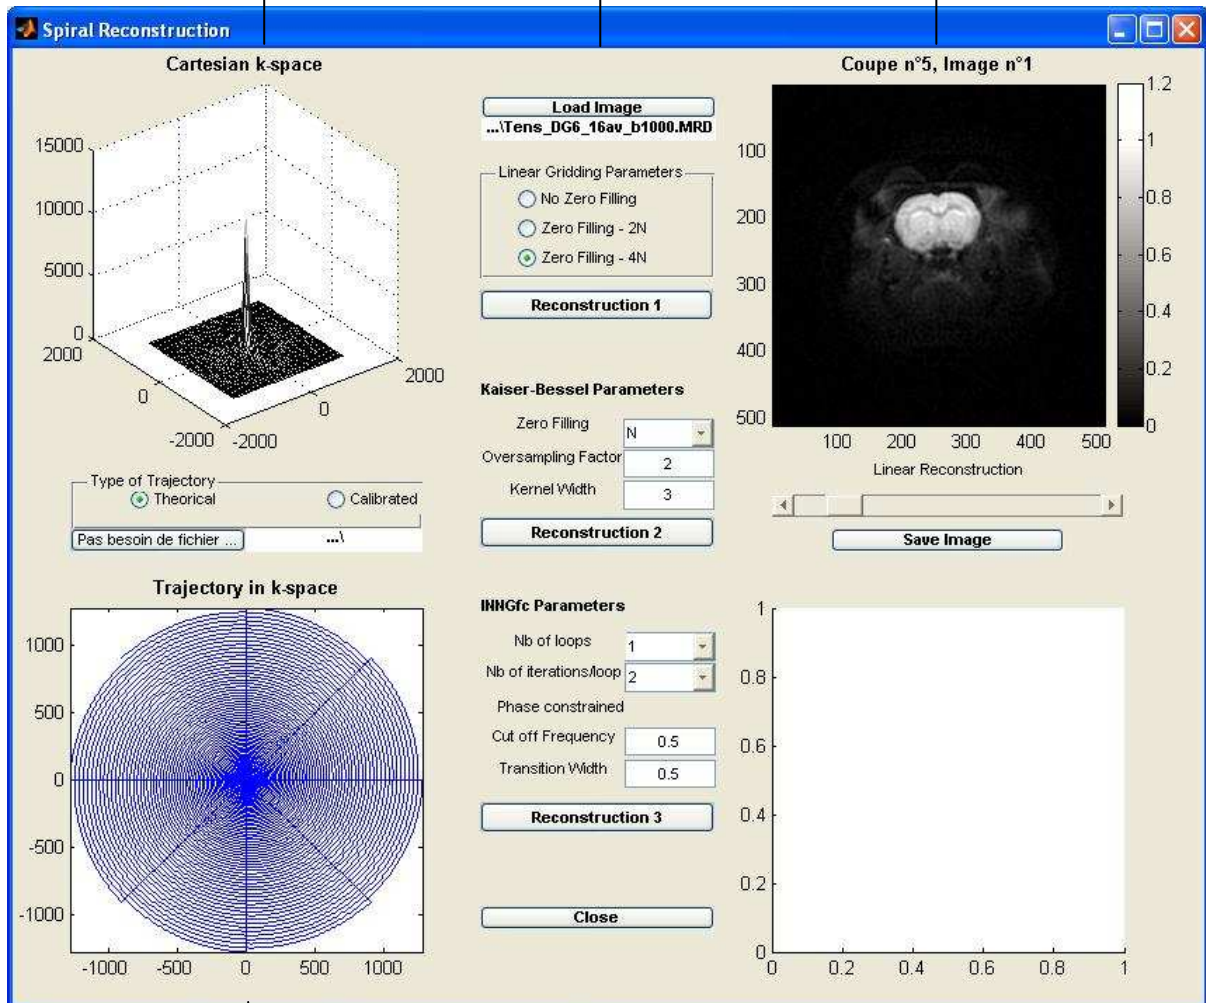 Spiral Reconstruction
Cartesian k-space
15000
10000
5000
0
2000
0
-2000
-2000
0
2000
Type of Trajectory
Theorical
Calibrated
Pas besoin de fichier ...
...\
Trajectory in k-space
1000
500
0
-500
-1000
-1000
-500
0
500
1000
Load Image
...\Tens_DG6_16av_b1000.MRD
Linear Gridding Parameters
No Zero Filling
Zero Filling - 2N
Zero Filling - 4N
Reconstruction 1
Kaiser-Bessel Parameters
Zero Filling
N
Oversampling Factor
2
Kernel Width
3
Reconstruction 2
INNGfc Parameters
Nb of loops
1
Nb of iterations/loop
2
Phase constrained
Cut off Frequency
0.5
Transition Width
0.5
Reconstruction 3
Close
Coupe n°5, Image n°1
100
200
300
400
500
100
200
300
400
500
1.2
1
0.8
0.6
0.4
0.2
0
Linear Reconstruction
Save Image
1
0.8
0.6
0.4
0.2
0
0
0.2
0.4
0.6
0.8
1